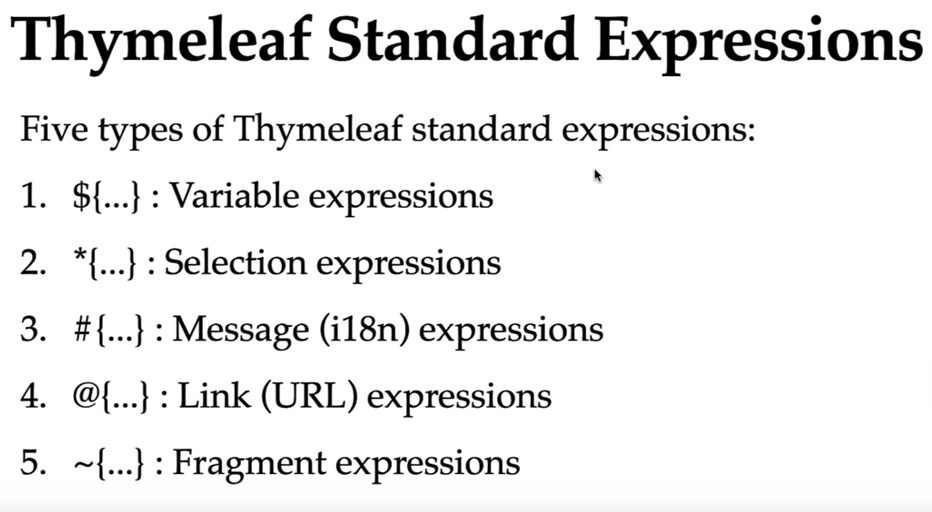 Thymeleaf Standard Expressions
Five types of Thymeleaf standard expressions:
1. ${...} : Variable expressions
2. *{...} : Selection expressions
3. #{...} : Message (i18n) expressions
4. @{...} : Link (URL) expressions
5. ~{...} : Fragment expressions